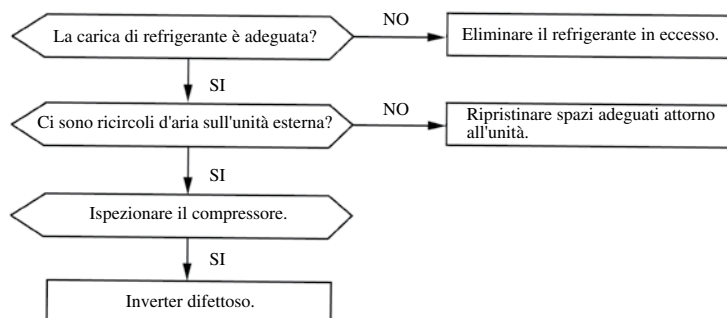 La carica di refrigerante è adeguata?
NO
Eliminare il refrigerante in eccesso.
SI
Ci sono ricircoli d'aria sull'unità esterna?
NO
Ripristinare spazi adeguati attorno
all'unità.
SI
Ispezionare il compressore.
SI
Inverter difettoso.